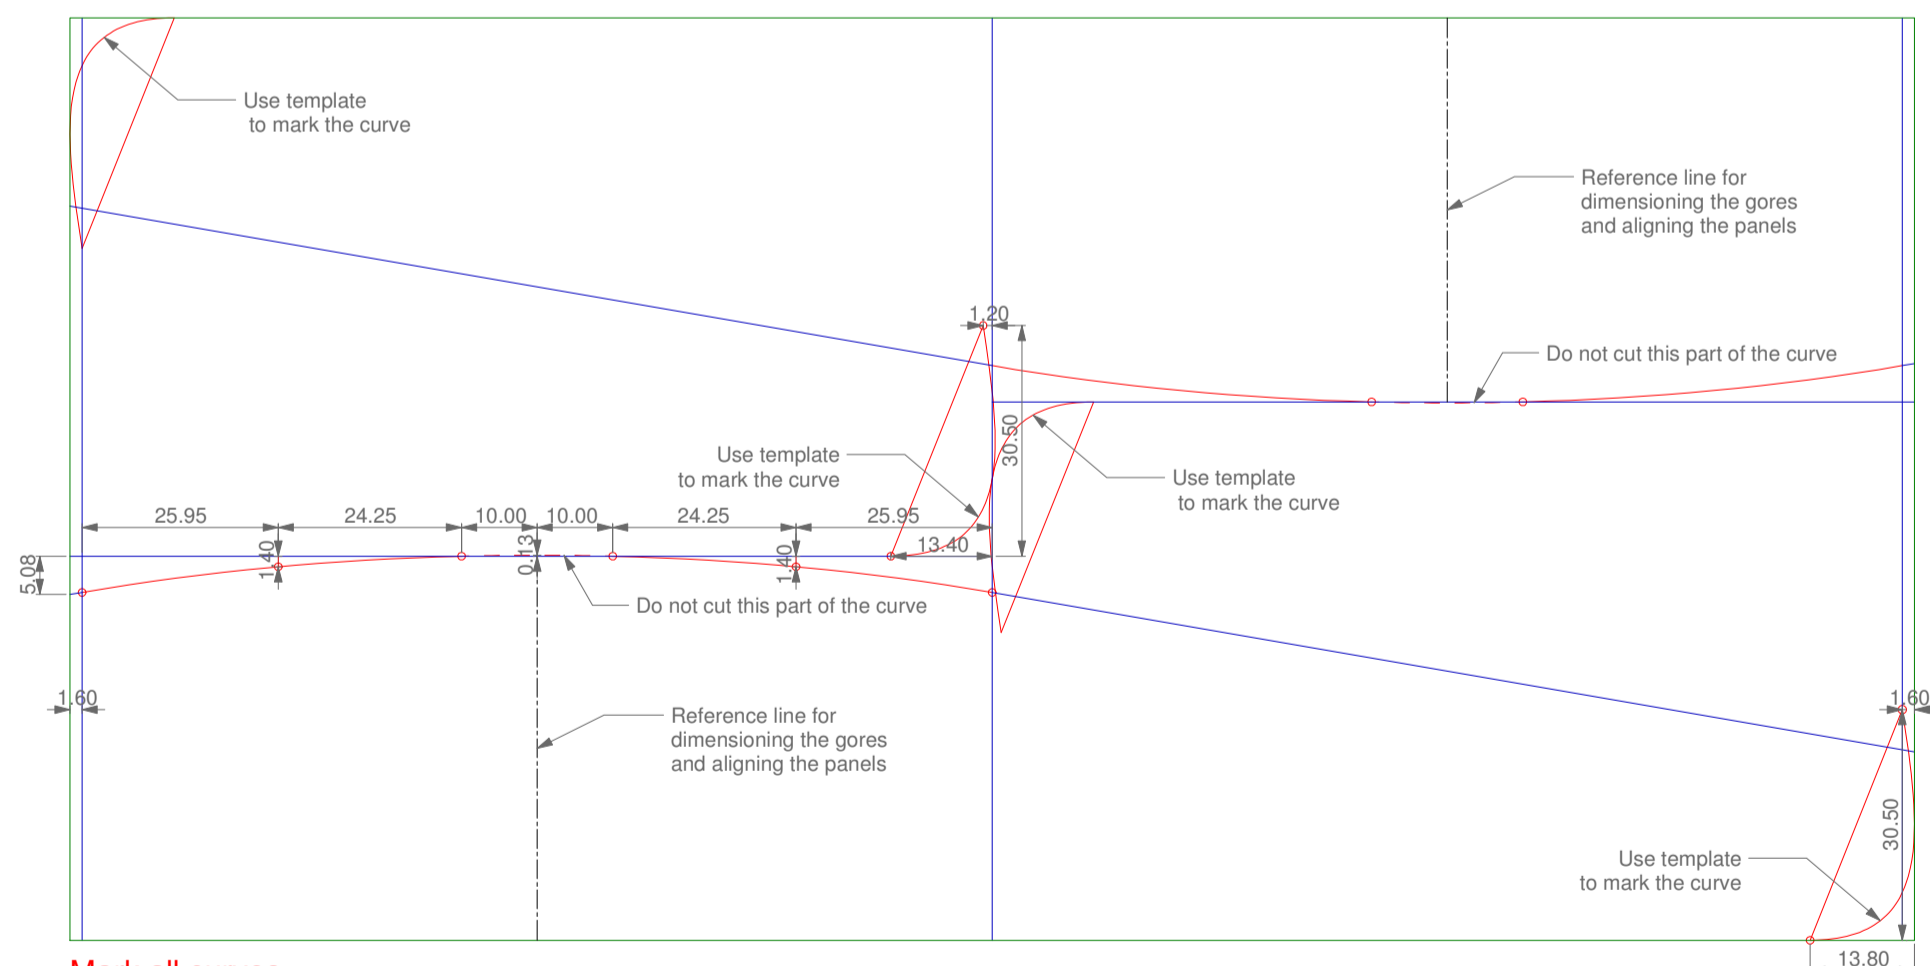 Use template
to mark the curve
Reference line for
dimensioning the gores
and aligning the panels
1.20
Do not cut this part of the curve
30.50
Use template
to mark the curve
Use template
to mark the curve
25.95
24.25
10.00
10.00
24.25
25.95
13.40
1.40
0.13
1.40
5.08
Do not cut this part of the curve
1.60
1.60
Reference line for
dimensioning the gores
and aligning the panels
30.50
Use template
to mark the curve
13.80